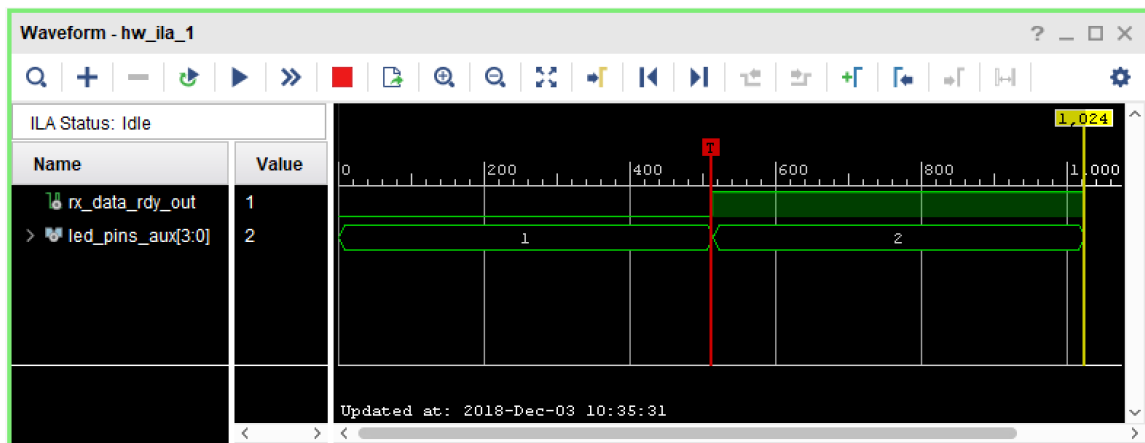 Waveform - hw_ila_1
ILA Status: Idle
1,024
Name Value
T
0 200 400 600 800 1,000
rx_data_rdy_out 1
led_pins_aux[3:0] 2
1 2
Updated at: 2018-Dec-03 10:35:31